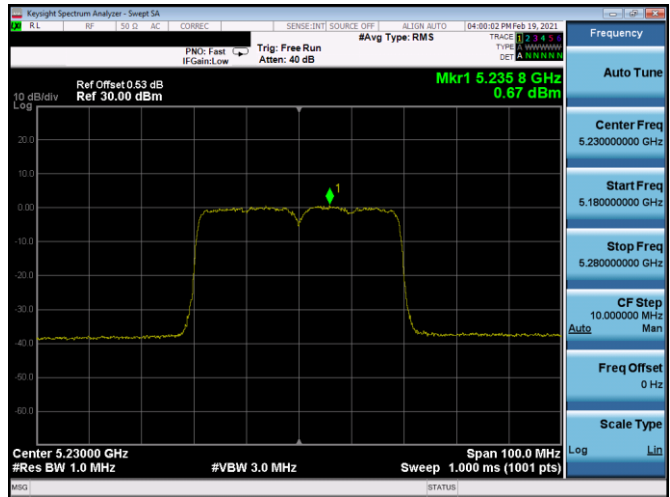 Keysight Spectrum Analyzer - Swept SA
RL RF 50 Ω AC CORREC SENSE:INT SOURCE OFF ALIGN AUTO 04:00:02 PM Feb 19, 2021
#Avg Type: RMS
TRACE 1 2 3 4 5 6
TYPE A WWWWW
DET A N N N N N
PNO: Fast
IFGain:Low
Trig: Free Run
Atten: 40 dB
Mkr1 5.235 8 GHz
0.67 dBm
Ref Offset 0.53 dB
Ref 30.00 dBm
10 dB/div
Log
20.0
10.0
0.00
-10.0
-20.0
-30.0
-40.0
-50.0
-60.0
1
Center 5.23000 GHz
Span 100.0 MHz
#Res BW 1.0 MHz
#VBW 3.0 MHz
Sweep 1.000 ms (1001 pts)
MSG
STATUS
Frequency
Auto Tune
Center Freq
5.230000000 GHz
Start Freq
5.180000000 GHz
Stop Freq
5.280000000 GHz
CF Step
10.000000 MHz
Auto Man
Freq Offset
0 Hz
Scale Type
Log Lin